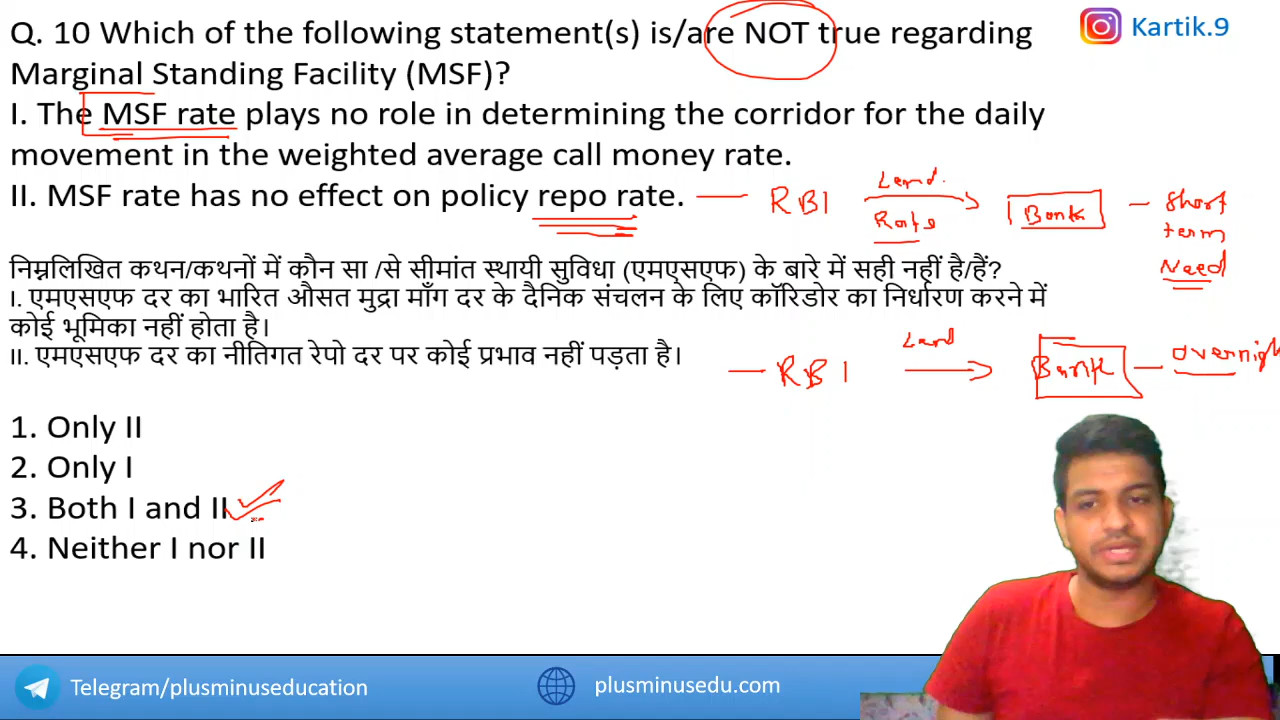 Q. 10 Which of the following statement(s) is/are NOT true regarding
Kartik.9
Marginal Standing Facility (MSF)?
I. The MSF rate plays no role in determining the corridor for the daily
movement in the weighted average call money rate.
II. MSF rate has no effect on policy repo rate. — RBI Lend. Rate Bank — Short term Need
निम्नलिखित कथन/कथनों में कौन सा /से सीमांत स्थायी सुविधा (एमएसएफ) के बारे में सही नहीं है/हैं?
I. एमएसएफ दर का भारित औसत मुद्रा माँग दर के दैनिक संचलन के लिए कॉरिडोर का निर्धारण करने में
कोई भूमिका नहीं होता है।
II. एमएसएफ दर का नीतिगत रेपो दर पर कोई प्रभाव नहीं पड़ता है।
— RBI Land Bank — overnigh
1. Only II
2. Only I
3. Both I and II
4. Neither I nor II
Telegram/plusminuseducation
plusminusedu.com